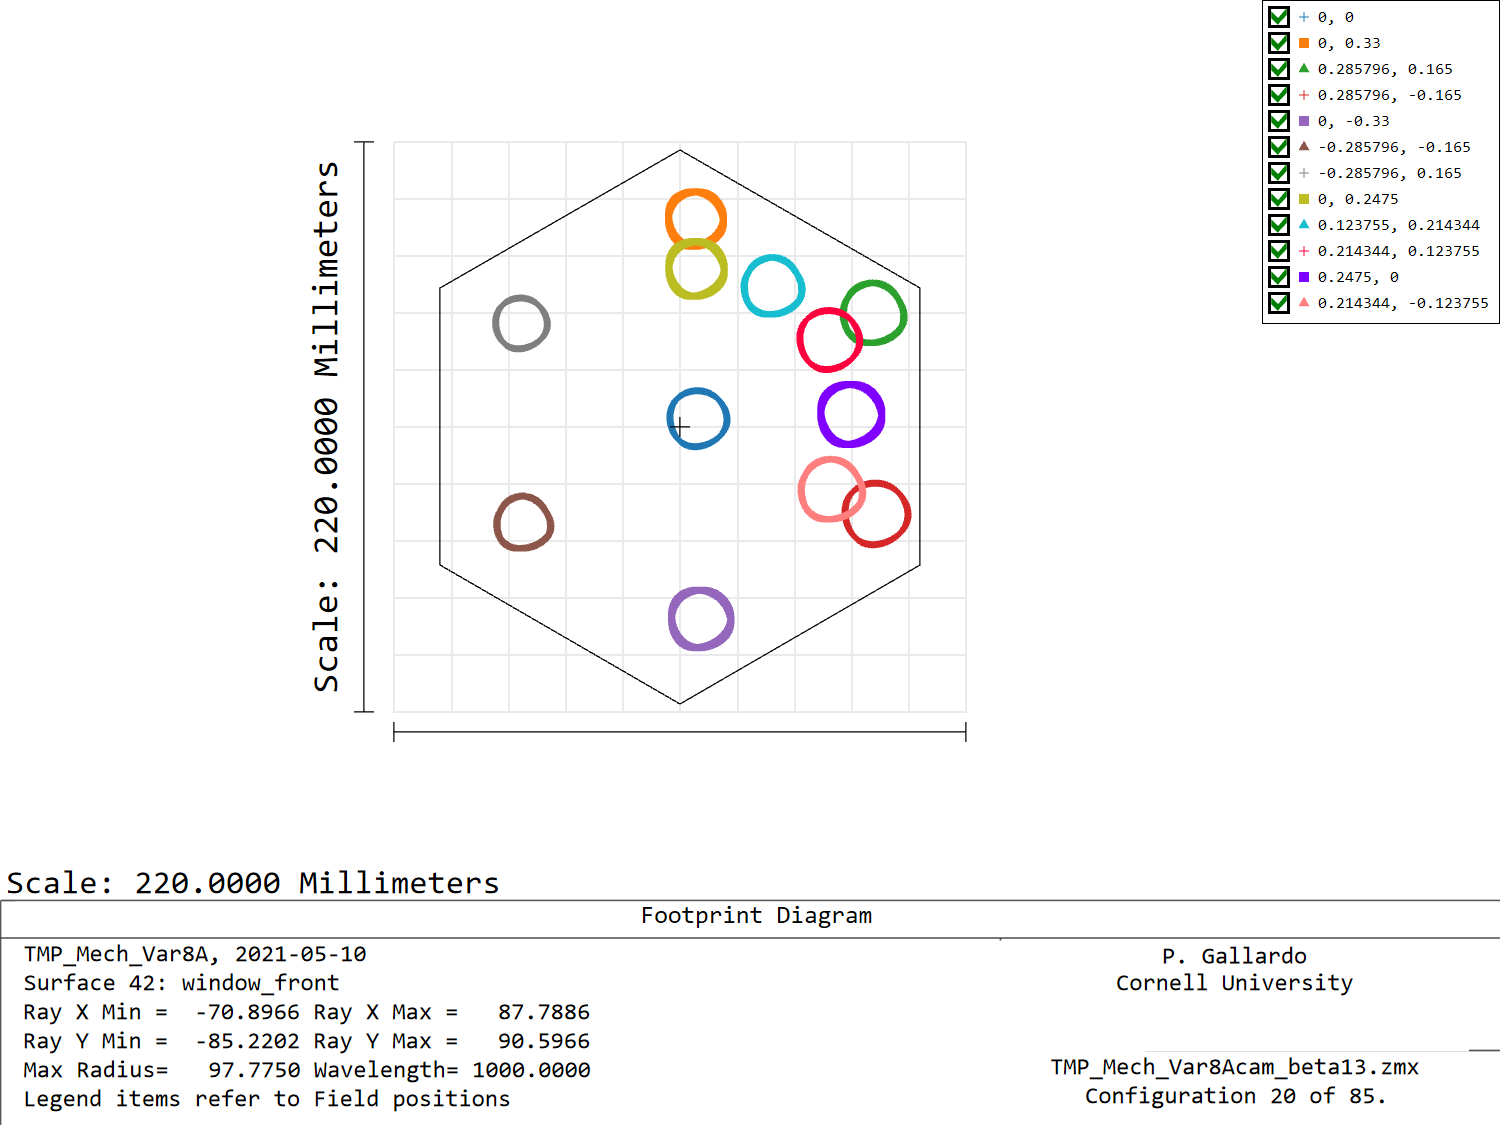 0, 0
0, 0.33
0.285796, 0.165
0.285796, -0.165
0, -0.33
-0.285796, -0.165
-0.285796, 0.165
0, 0.2475
0.123755, 0.214344
0.214344, 0.123755
0.2475, 0
0.214344, -0.123755
Scale: 220.0000 Millimeters
Scale: 220.0000 Millimeters
Footprint Diagram
TMP_Mech_Var8A, 2021-05-10
Surface 42: window_front
Ray X Min = -70.8966 Ray X Max = 87.7886
Ray Y Min = -85.2202 Ray Y Max = 90.5966
Max Radius= 97.7750 Wavelength= 1000.0000
Legend items refer to Field positions
P. Gallardo
Cornell University
TMP_Mech_Var8Acam_beta13.zmx
Configuration 20 of 85.